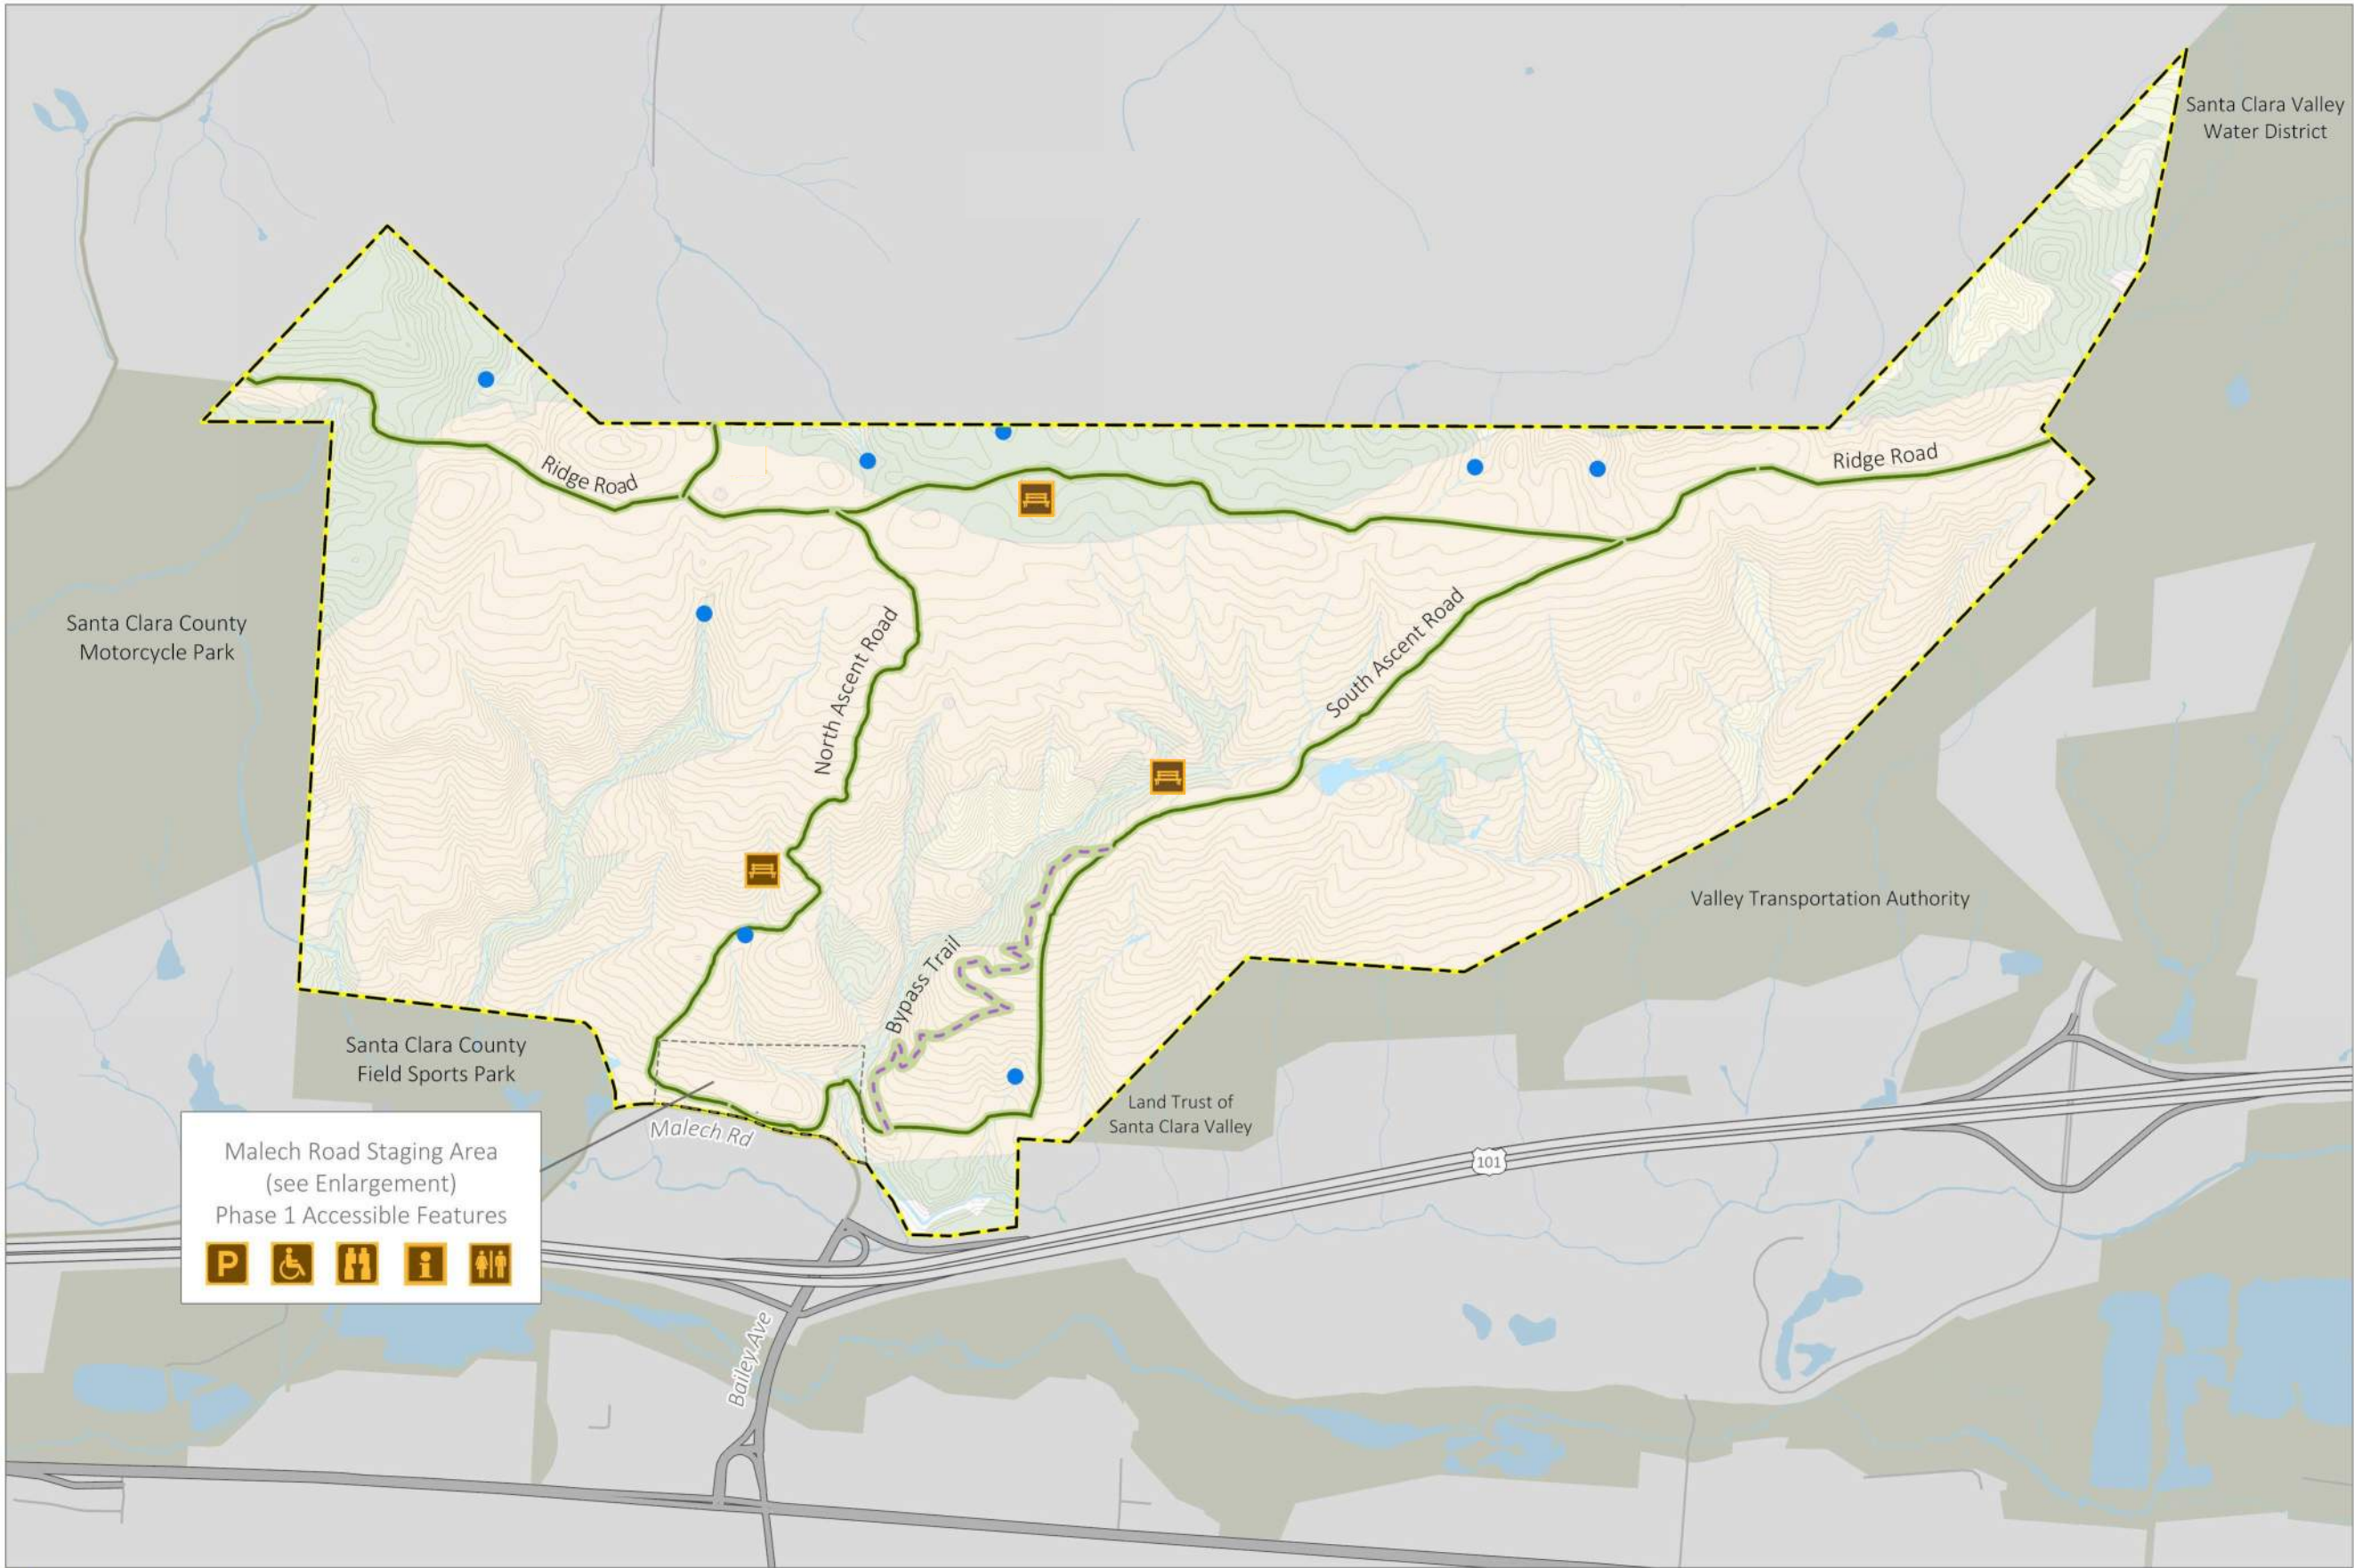 Santa Clara Valley
Water District
Ridge Road
Ridge Road
Santa Clara County
Motorcycle Park
North Ascent Road
South Ascent Road
Valley Transportation Authority
Bypass Trail
Santa Clara County
Field Sports Park
Land Trust of
Santa Clara Valley
Malech Rd
Malech Road Staging Area
(see Enlargement)
Phase 1 Accessible Features
P
i
101
Bailey Ave